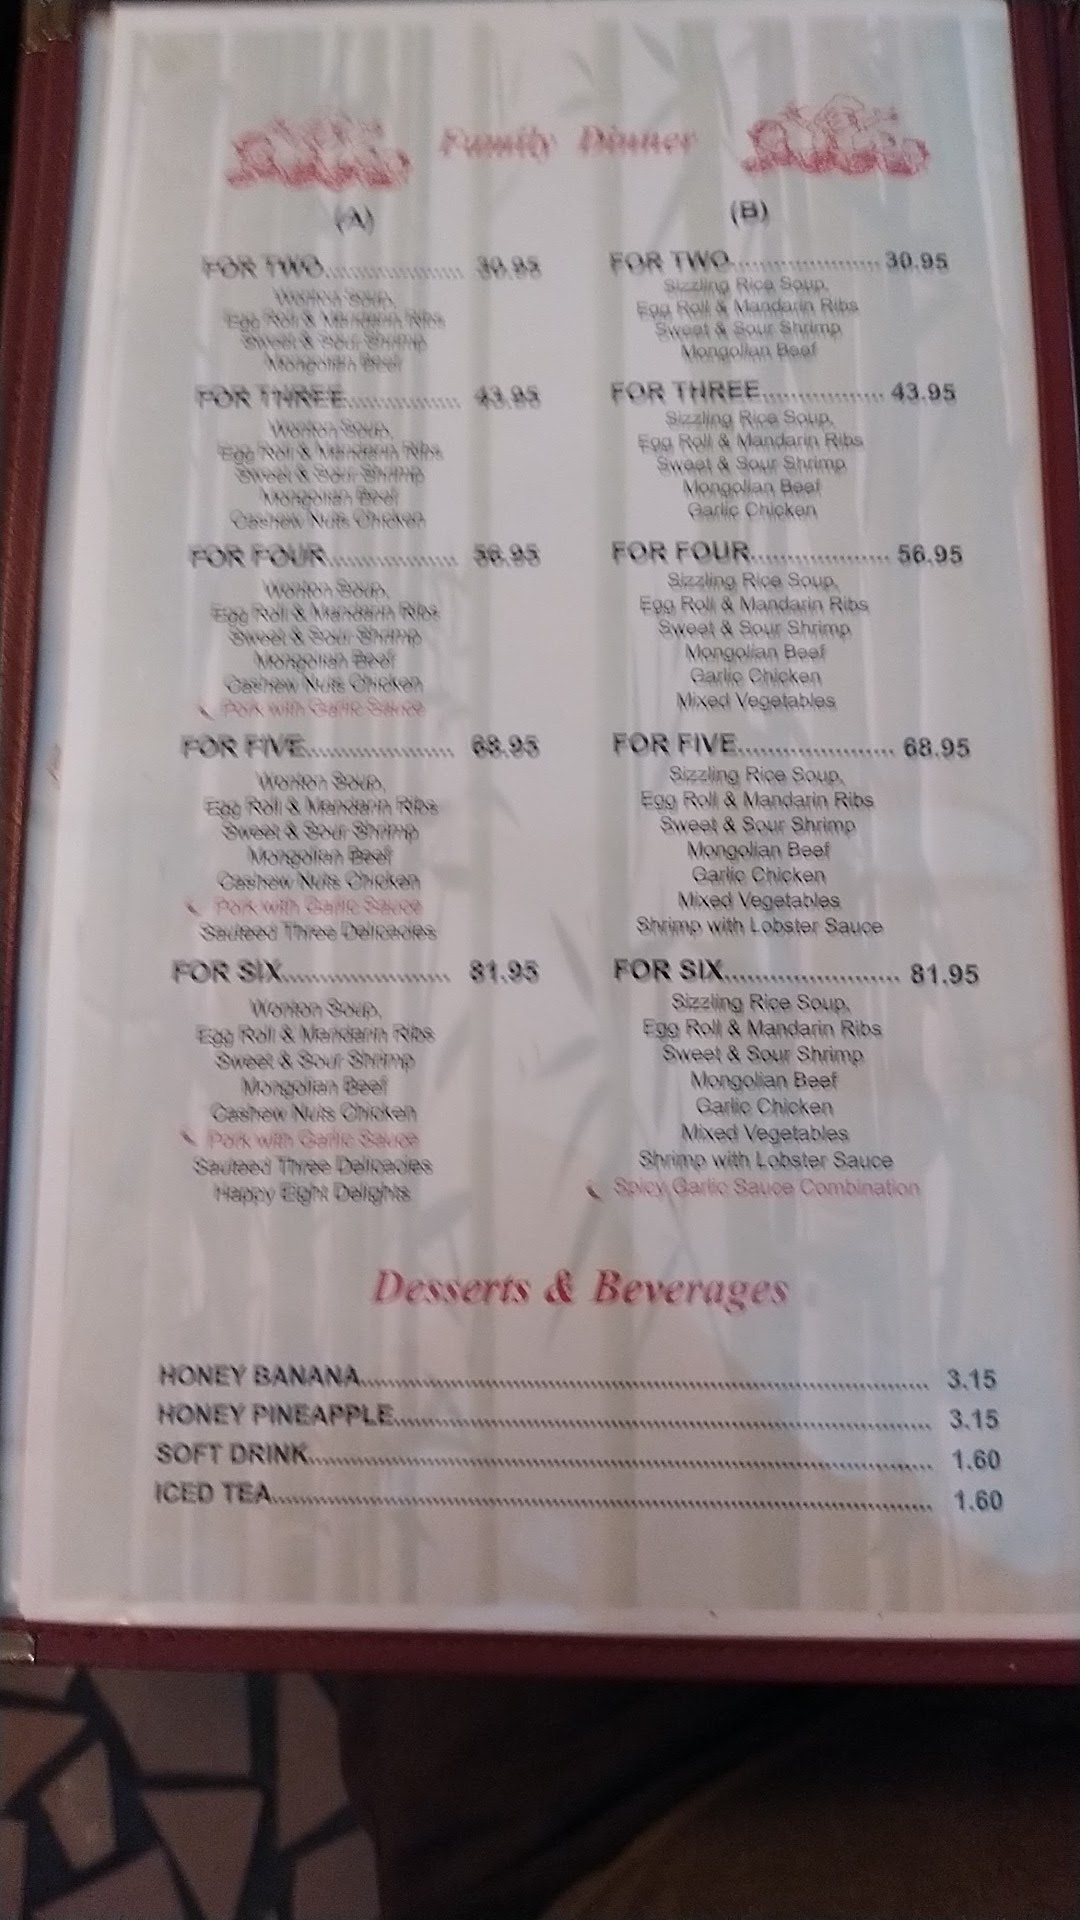 Family Dinner
(A)
FOR TWO.................... 30.95
Wonton Soup,
Egg Roll & Mandarin Ribs
Sweet & Sour Shrimp
Mongolian Beef
FOR THREE................. 43.95
Wonton Soup,
Egg Roll & Mandarin Ribs
Sweet & Sour Shrimp
Mongolian Beef
Cashew Nuts Chicken
FOR FOUR................... 56.95
Wonton Soup,
Egg Roll & Mandarin Ribs
Sweet & Sour Shrimp
Mongolian Beef
Cashew Nuts Chicken
Pork with Garlic Sauce
FOR FIVE..................... 68.95
Wonton Soup,
Egg Roll & Mandarin Ribs
Sweet & Sour Shrimp
Mongolian Beef
Cashew Nuts Chicken
Pork with Garlic Sauce
Sauteed Three Delicacies
FOR SIX........................ 81.95
Wonton Soup,
Egg Roll & Mandarin Ribs
Sweet & Sour Shrimp
Mongolian Beef
Cashew Nuts Chicken
Pork with Garlic Sauce
Sauteed Three Delicacies
Happy Eight Delights
(B)
FOR TWO.................... 30.95
Sizzling Rice Soup,
Egg Roll & Mandarin Ribs
Sweet & Sour Shrimp
Mongolian Beef
FOR THREE................. 43.95
Sizzling Rice Soup,
Egg Roll & Mandarin Ribs
Sweet & Sour Shrimp
Mongolian Beef
Garlic Chicken
FOR FOUR................... 56.95
Sizzling Rice Soup,
Egg Roll & Mandarin Ribs
Sweet & Sour Shrimp
Mongolian Beef
Garlic Chicken
Mixed Vegetables
FOR FIVE..................... 68.95
Sizzling Rice Soup,
Egg Roll & Mandarin Ribs
Sweet & Sour Shrimp
Mongolian Beef
Garlic Chicken
Mixed Vegetables
Shrimp with Lobster Sauce
FOR SIX........................ 81.95
Sizzling Rice Soup,
Egg Roll & Mandarin Ribs
Sweet & Sour Shrimp
Mongolian Beef
Garlic Chicken
Mixed Vegetables
Shrimp with Lobster Sauce
Spicy Garlic Sauce Combination
Desserts & Beverages
HONEY BANANA.................................................. 3.15
HONEY PINEAPPLE.............................................. 3.15
SOFT DRINK........................................................ 1.60
ICED TEA............................................................ 1.60